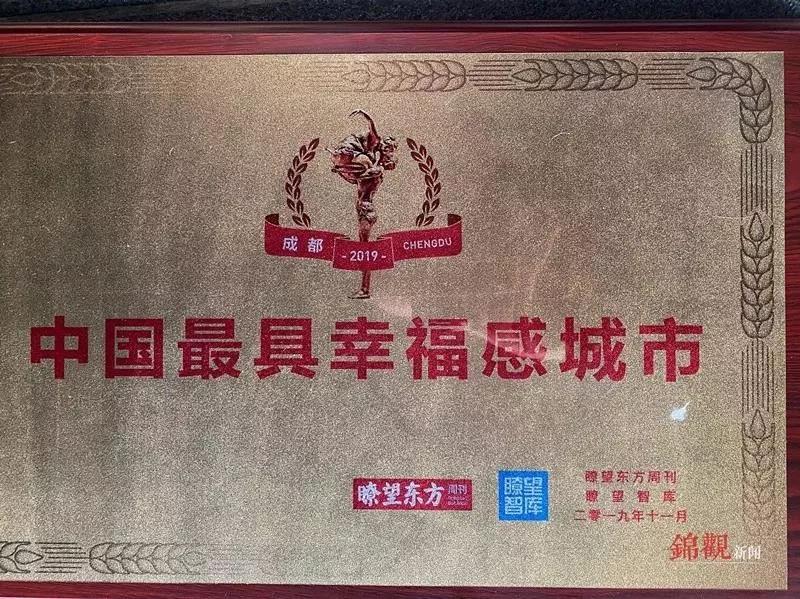 成都
-2019-
CHENGDU
中国最具幸福感城市
瞭望东方 周刊
瞭望
智库
瞭望东方周刊
瞭望智库
二零一九年十一月
錦觀新闻